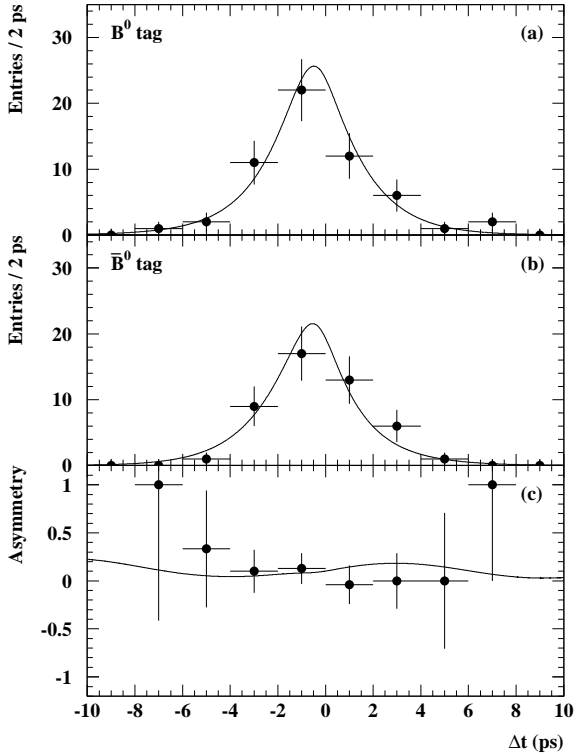 B⁰ tag (a)
Entries / 2 ps
30
20
10
0
B̅⁰ tag (b)
Entries / 2 ps
30
20
10
0
(c)
Asymmetry
1
0.5
0
-0.5
-1
-10 -8 -6 -4 -2 0 2 4 6 8 10
Δt (ps)